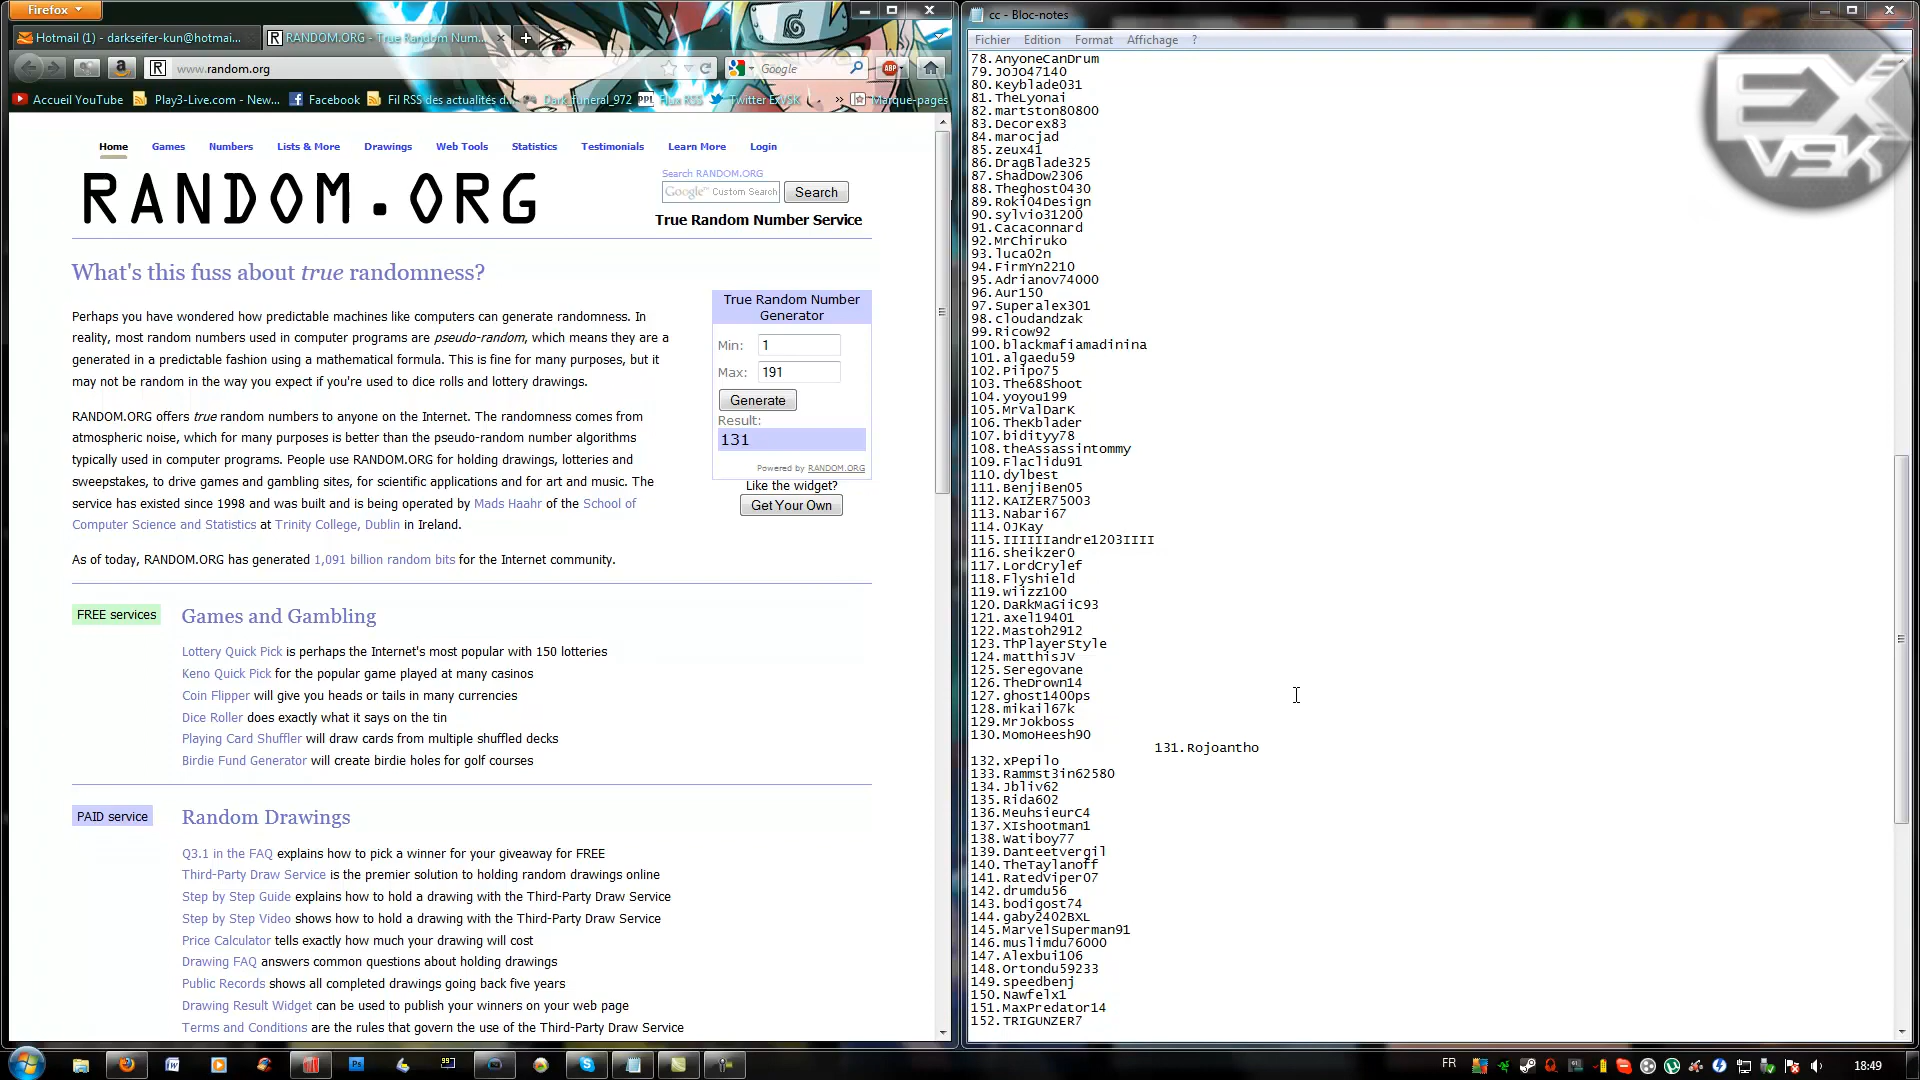 Firefox
Hotmail (1) - darkseifer-kun@hotmai...
RANDOM.ORG - True Random Num...
www.random.org
Google
ABP
Accueil YouTube
Play3-Live.com - New...
Facebook
Fil RSS des actualités d...
Dark_funeral_972
PPL
Flux RSS
Twitter ExVSK
»
Marque-pages
Home
Games
Numbers
Lists & More
Drawings
Web Tools
Statistics
Testimonials
Learn More
Login
RANDOM.ORG
Search RANDOM.ORG
Google™ Custom Search
Search
True Random Number Service
What's this fuss about true randomness?
Perhaps you have wondered how predictable machines like computers can generate randomness. In
reality, most random numbers used in computer programs are pseudo-random, which means they are a
generated in a predictable fashion using a mathematical formula. This is fine for many purposes, but it
may not be random in the way you expect if you're used to dice rolls and lottery drawings.
RANDOM.ORG offers true random numbers to anyone on the Internet. The randomness comes from
atmospheric noise, which for many purposes is better than the pseudo-random number algorithms
typically used in computer programs. People use RANDOM.ORG for holding drawings, lotteries and
sweepstakes, to drive games and gambling sites, for scientific applications and for art and music. The
service has existed since 1998 and was built and is being operated by Mads Haahr of the School of
Computer Science and Statistics at Trinity College, Dublin in Ireland.
As of today, RANDOM.ORG has generated 1,091 billion random bits for the Internet community.
True Random Number
Generator
Min: 1
Max: 191
Generate
Result:
131
Powered by RANDOM.ORG
Like the widget?
Get Your Own
FREE services
Games and Gambling
Lottery Quick Pick is perhaps the Internet's most popular with 150 lotteries
Keno Quick Pick for the popular game played at many casinos
Coin Flipper will give you heads or tails in many currencies
Dice Roller does exactly what it says on the tin
Playing Card Shuffler will draw cards from multiple shuffled decks
Birdie Fund Generator will create birdie holes for golf courses
PAID service
Random Drawings
Q3.1 in the FAQ explains how to pick a winner for your giveaway for FREE
Third-Party Draw Service is the premier solution to holding random drawings online
Step by Step Guide explains how to hold a drawing with the Third-Party Draw Service
Step by Step Video shows how to hold a drawing with the Third-Party Draw Service
Price Calculator tells exactly how much your drawing will cost
Drawing FAQ answers common questions about holding drawings
Public Records shows all completed drawings going back five years
Drawing Result Widget can be used to publish your winners on your web page
Terms and Conditions are the rules that govern the use of the Third-Party Draw Service
cc - Bloc-notes
Fichier Edition Format Affichage ?
EX
VSK
78.AnyoneCanDrum
79.JOJO47140
80.Keyblade031
81.TheLyonai
82.martston80800
83.Decorex83
84.marocjad
85.zeux41
86.DragBlade325
87.ShadDow2306
88.Theghost0430
89.Roki04Design
90.sylvio31200
91.Cacaconnard
92.MrChiruko
93.luca02n
94.FirmYn2210
95.Adrianov74000
96.Aur150
97.Superalex301
98.cloudandzak
99.Ricow92
100.blackmafiamadinina
101.algaedu59
102.Piipo75
103.The68Shoot
104.yoyou199
105.MrValDarK
106.TheKblader
107.bidityy78
108.theAssassintommy
109.Flaclidu91
110.dylbest
111.BenjiBen05
112.KAIZER75003
113.Nabari67
114.OJKay
115.IIIIIIandre1203IIII
116.sheikzer0
117.LordCrylef
118.Flyshield
119.wiizz100
120.DaRkMaGiiC93
121.axel19401
122.Mastoh2912
123.ThPlayerStyle
124.matthisJV
125.Seregovane
126.TheDrown14
127.ghost1400ps
128.mikail67k
129.MrJokboss
130.MomoHeesh90
131.Rojoantho
132.xPepilo
133.Rammst3in62580
134.Jbliv62
135.Rida602
136.MeuhsieurC4
137.XIshootman1
138.Watiboy77
139.Danteetvergil
140.TheTaylanoff
141.RatedViper07
142.drumdu56
143.bodigost74
144.gaby2402BXL
145.MarvelSuperman91
146.muslimdu76000
147.Alexbui106
148.Ortondu59233
149.speedbenj
150.Nawfelx1
151.MaxPredator14
152.TRIGUNZER7
FR
18:49